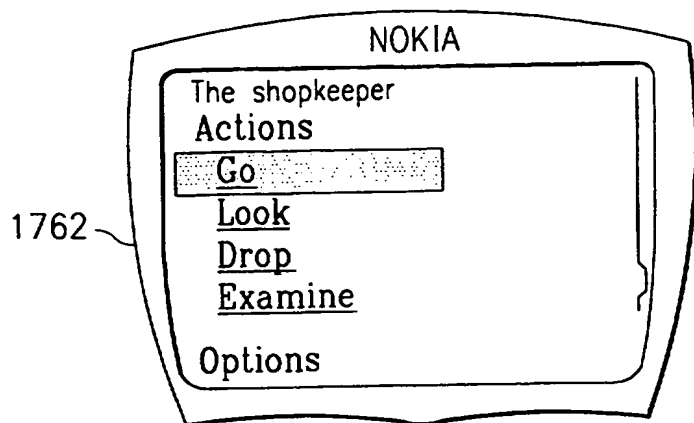 NOKIA
The shopkeeper
Actions
Go
Look
1762
Drop
Examine
Options